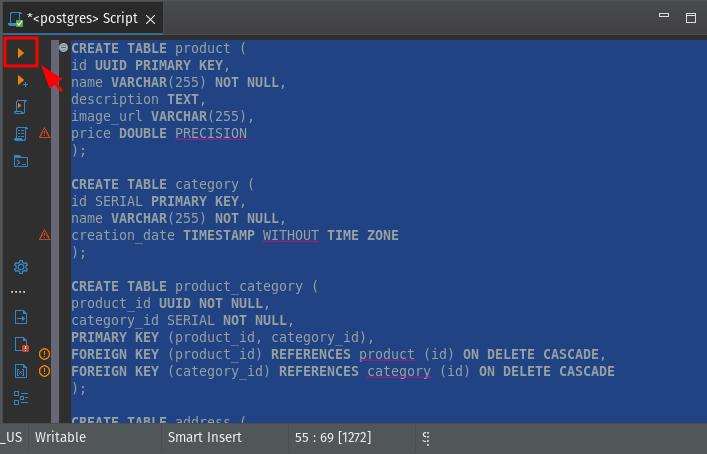 *<postgres> Script
CREATE TABLE product (
id UUID PRIMARY KEY,
name VARCHAR(255) NOT NULL,
description TEXT,
image_url VARCHAR(255),
price DOUBLE PRECISION
);
CREATE TABLE category (
id SERIAL PRIMARY KEY,
name VARCHAR(255) NOT NULL,
creation_date TIMESTAMP WITHOUT TIME ZONE
);
CREATE TABLE product_category (
product_id UUID NOT NULL,
category_id SERIAL NOT NULL,
PRIMARY KEY (product_id, category_id),
FOREIGN KEY (product_id) REFERENCES product (id) ON DELETE CASCADE,
FOREIGN KEY (category_id) REFERENCES category (id) ON DELETE CASCADE
);
CREATE TABLE address (
_US Writable Smart Insert 55 : 69 [1272]